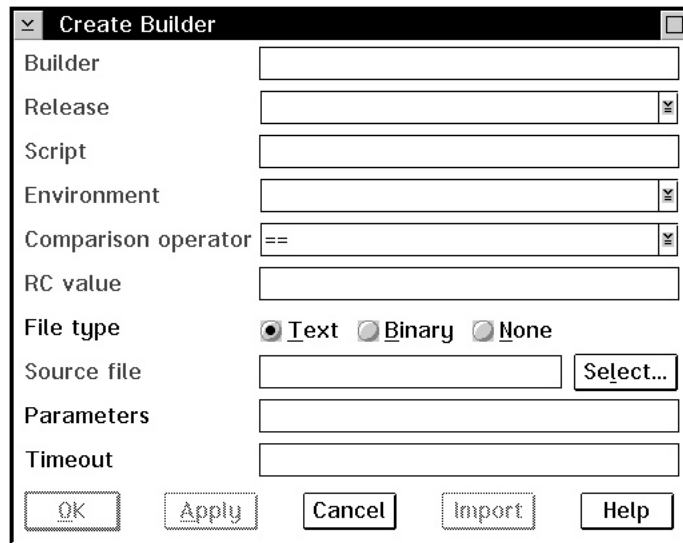 Create Builder
Builder
Release
Script
Environment
Comparison operator ==
RC value
File type Text Binary None
Source file Select...
Parameters
Timeout
OK Apply Cancel Import Help